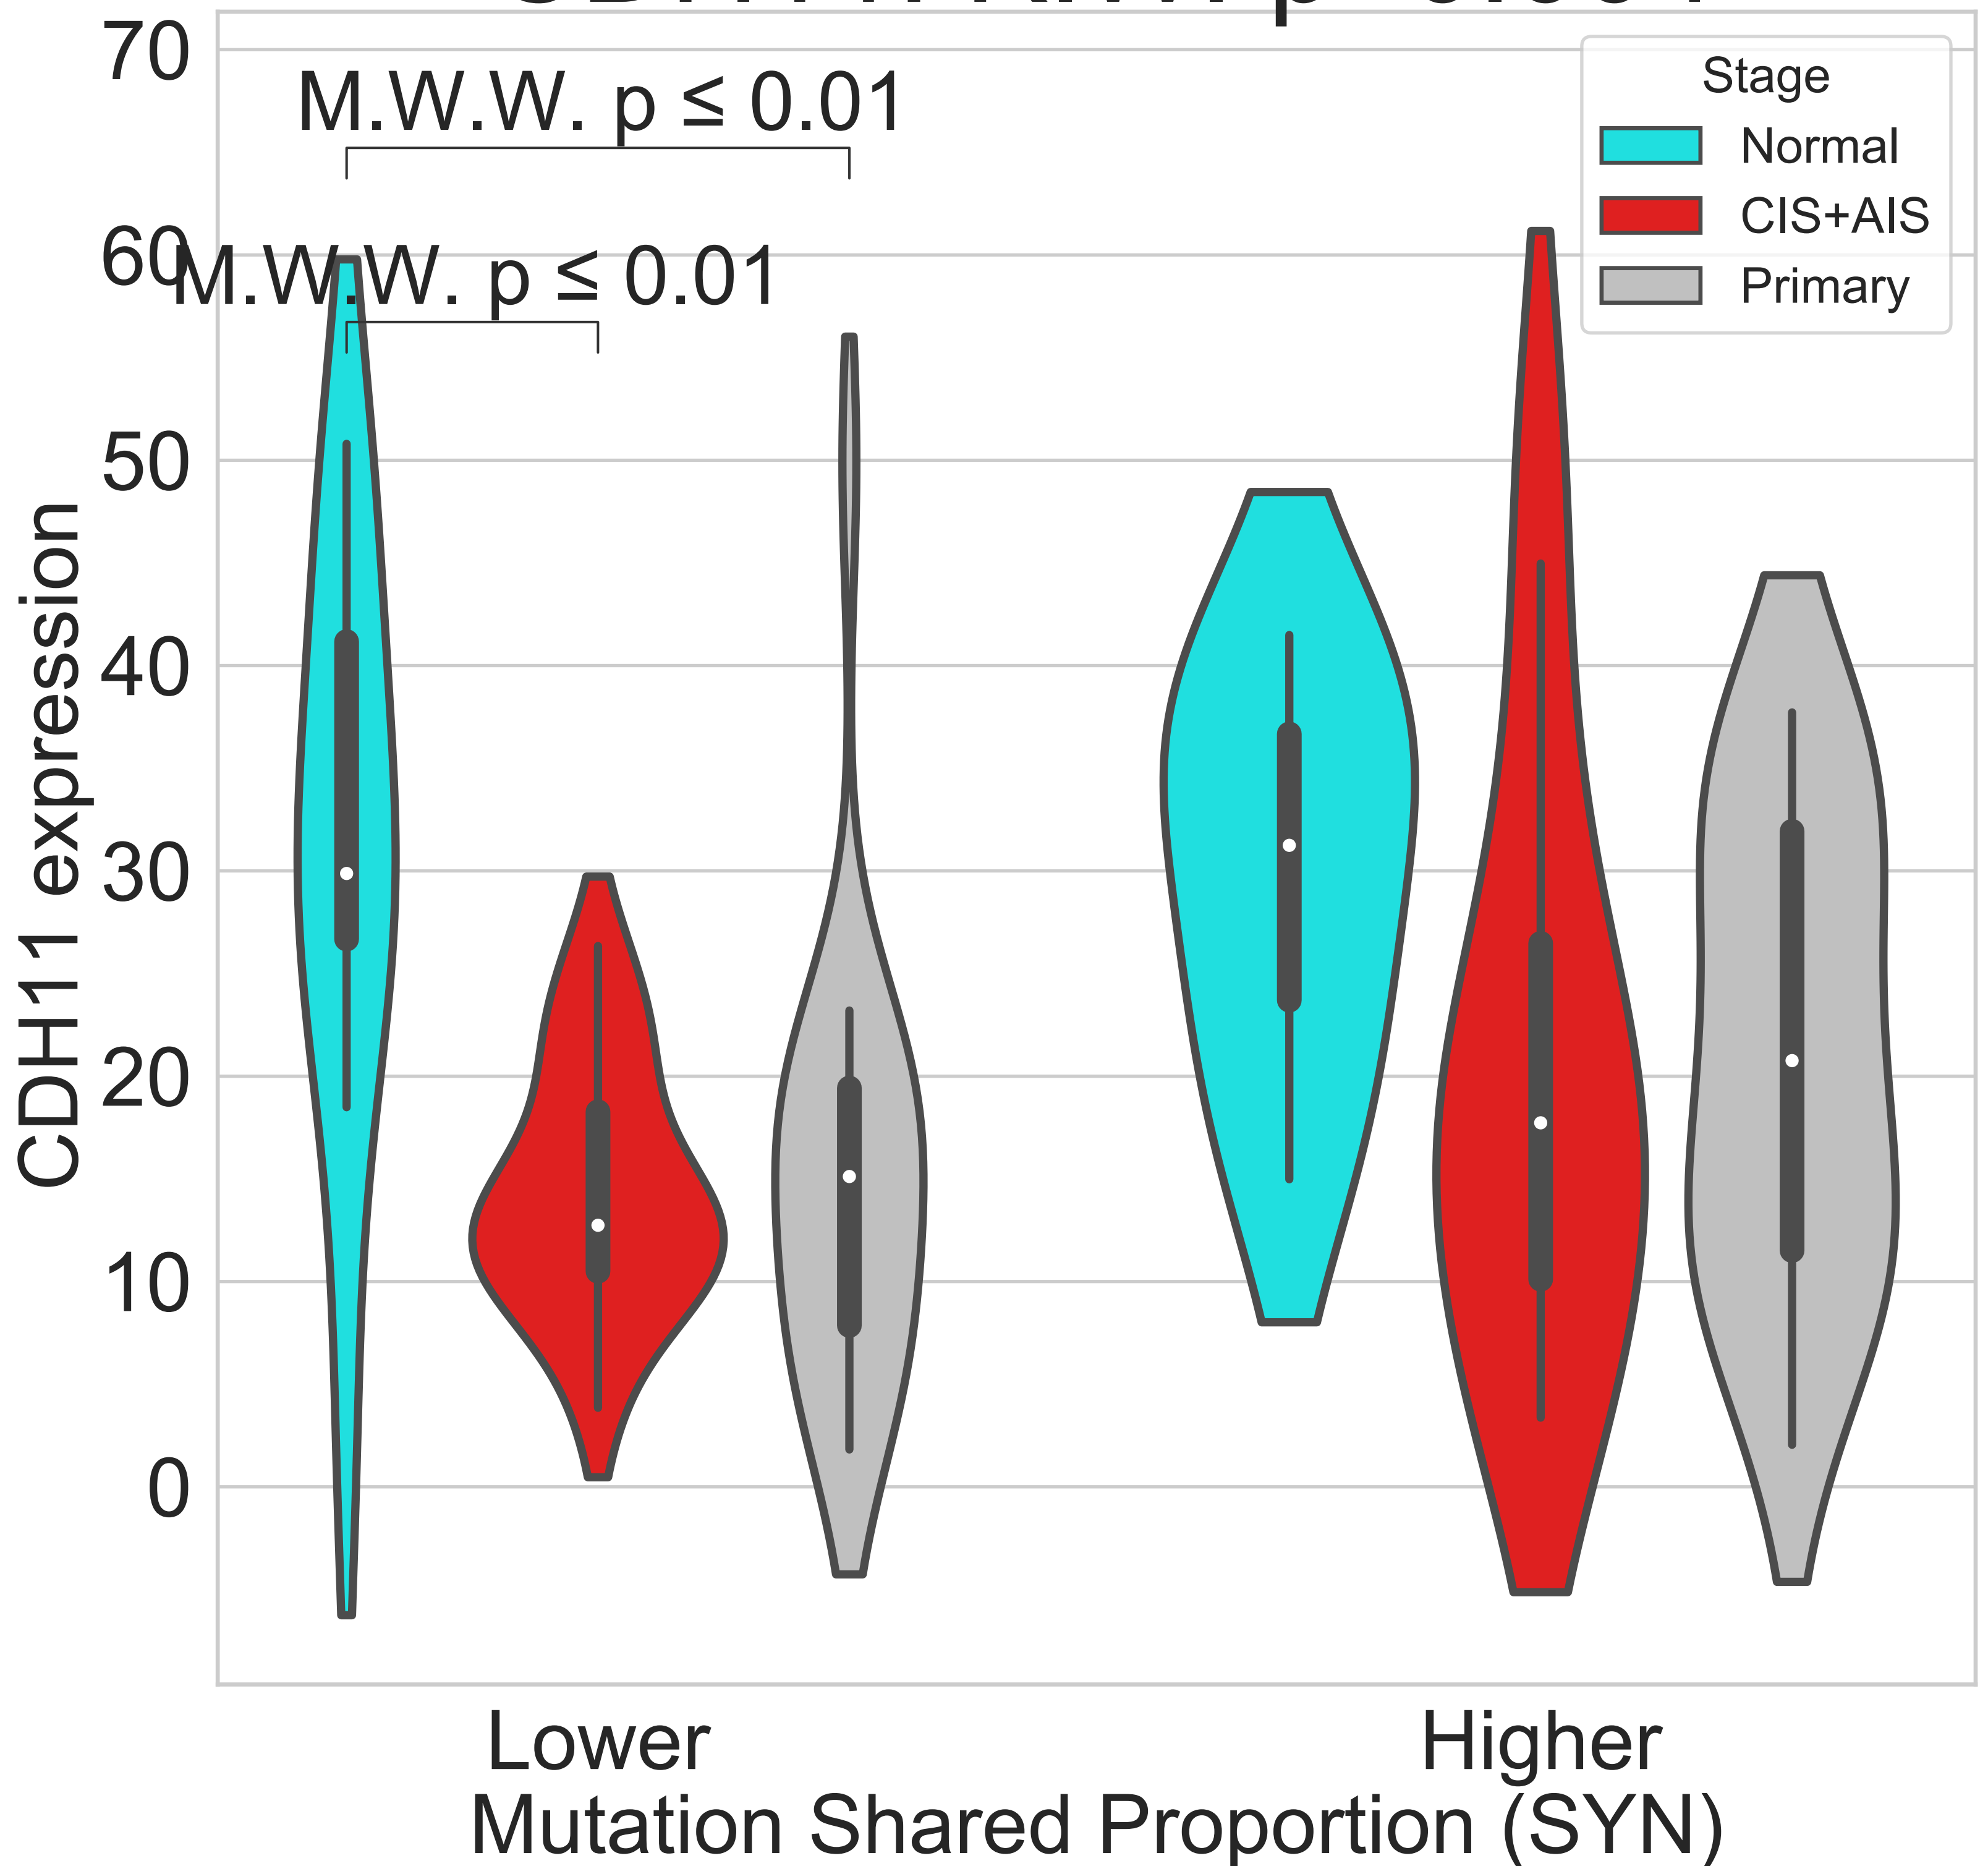 70
M.W.W. p ≤ 0.01
Stage
Normal
CIS+AIS
Primary
60
M.W.W. p ≤ 0.01
50
40
30
20
10
0
CDH11 expression
Lower
Higher
Mutation Shared Proportion (SYN)